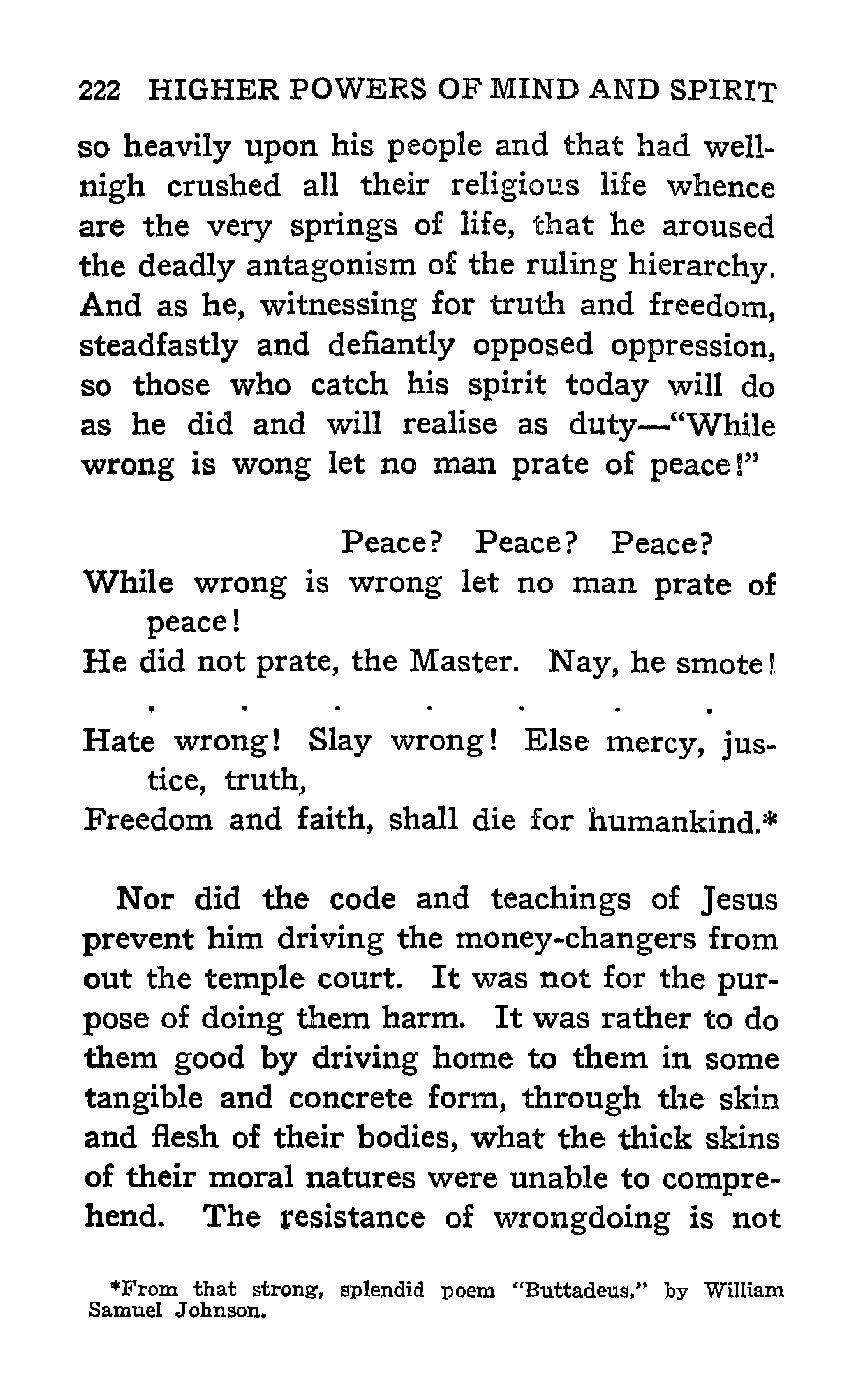 222 HIGHER POWERS OF MIND AND SPIRIT
so heavily upon his people and that had well-
nigh crushed all their religious life whence
are the very springs of life, that he aroused
the deadly antagonism of the ruling hierarchy.
And as he, witnessing for truth and freedom,
steadfastly and defiantly opposed oppression,
so those who catch his spirit today will do
as he did and will realise as duty—“While
wrong is wong let no man prate of peace!”
Peace? Peace? Peace?
While wrong is wrong let no man prate of
peace!
He did not prate, the Master. Nay, he smote!
. . . . . . .
Hate wrong! Slay wrong! Else mercy, jus-
tice, truth,
Freedom and faith, shall die for humankind.*
Nor did the code and teachings of Jesus
prevent him driving the money-changers from
out the temple court. It was not for the pur-
pose of doing them harm. It was rather to do
them good by driving home to them in some
tangible and concrete form, through the skin
and flesh of their bodies, what the thick skins
of their moral natures were unable to compre-
hend. The resistance of wrongdoing is not
*From that strong, splendid poem “Buttadeus,” by William
Samuel Johnson.